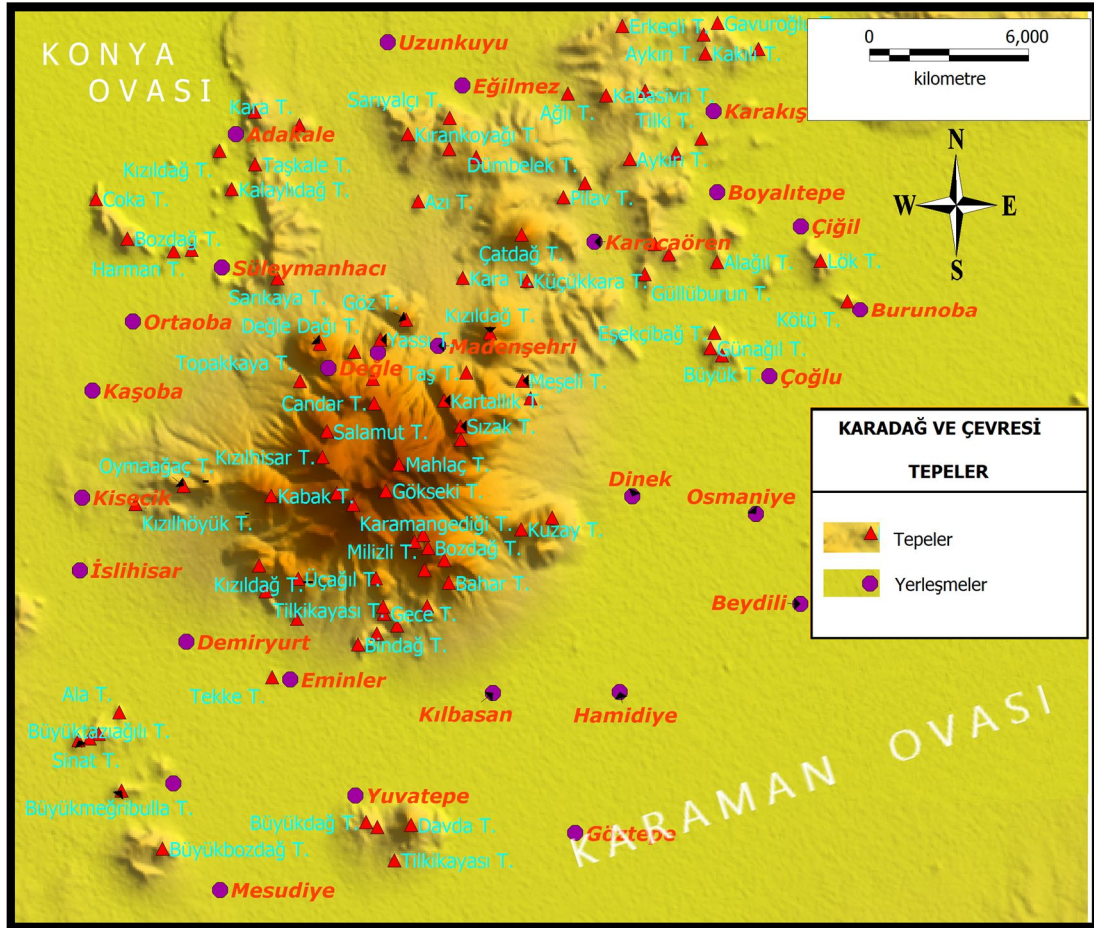 KONYA
OVASI
Uzunkuyu
Erkeçli T.
Gavuroğlu T.
Aykırı T.
Kakılı T.
0
6,000
kilometre
Eğilmez
Sarıyalçı T.
Ağlı T.
Kabasivri T.
Karakış
Tilki T.
Kara T.
Adakale
Kırankoyağı T.
Dümbelek T.
Aykırı T.
Kızıldağ T.
Taşkale T.
Kalaylıdağ T.
Coka T.
Azı T.
Pilav T.
Boyalıtepe
N
W
E
S
Çiğil
Bozdağ T.
Harman T.
Çatdağ T.
Karacaören
Süleymanhacı
Sarıkaya T.
Kara T.
Küçükkara T.
Alağıl T.
Lök T.
Güllüburun T.
Göz T.
Kızıldağ T.
Kötü T.
Burunoba
Ortaoba
Değle Dağı T.
Yassı T.
Madenşehri
Eşekçibağ T.
Günağıl T.
Topakkaya T.
Değle
Taş T.
Meşeli T.
Büyük T.
Çoğlu
Kaşoba
Candar T.
Kartallık T.
Salamut T.
Sızak T.
KARADAĞ VE ÇEVRESİ
TEPELER
Tepeler
Yerleşmeler
Kızılhisar T.
Mahlaç T.
Oymaağaç T.
Dinek
Kisecik
Kabak T.
Gökseki T.
Osmaniye
Kızılhöyük T.
Karamangediği T.
Kuzay T.
Milizli T.
Bozdağ T.
İslihisar
Kızıldağ T.
Üçağıl T.
Bahar T.
Beydili
Tilkikayası T.
Gece T.
Demiryurt
Bindağ T.
Tekke T.
Eminler
Kılbasan
Hamidiye
Ala T.
Büyüktazıağılı T.
Sinat T.
KARAMAN OVASI
Büyükmeğribulla T.
Yuvatepe
Büyükdağ T.
Davda T.
Göztepe
Büyükbozdağ T.
Tilkikayası T.
Mesudiye